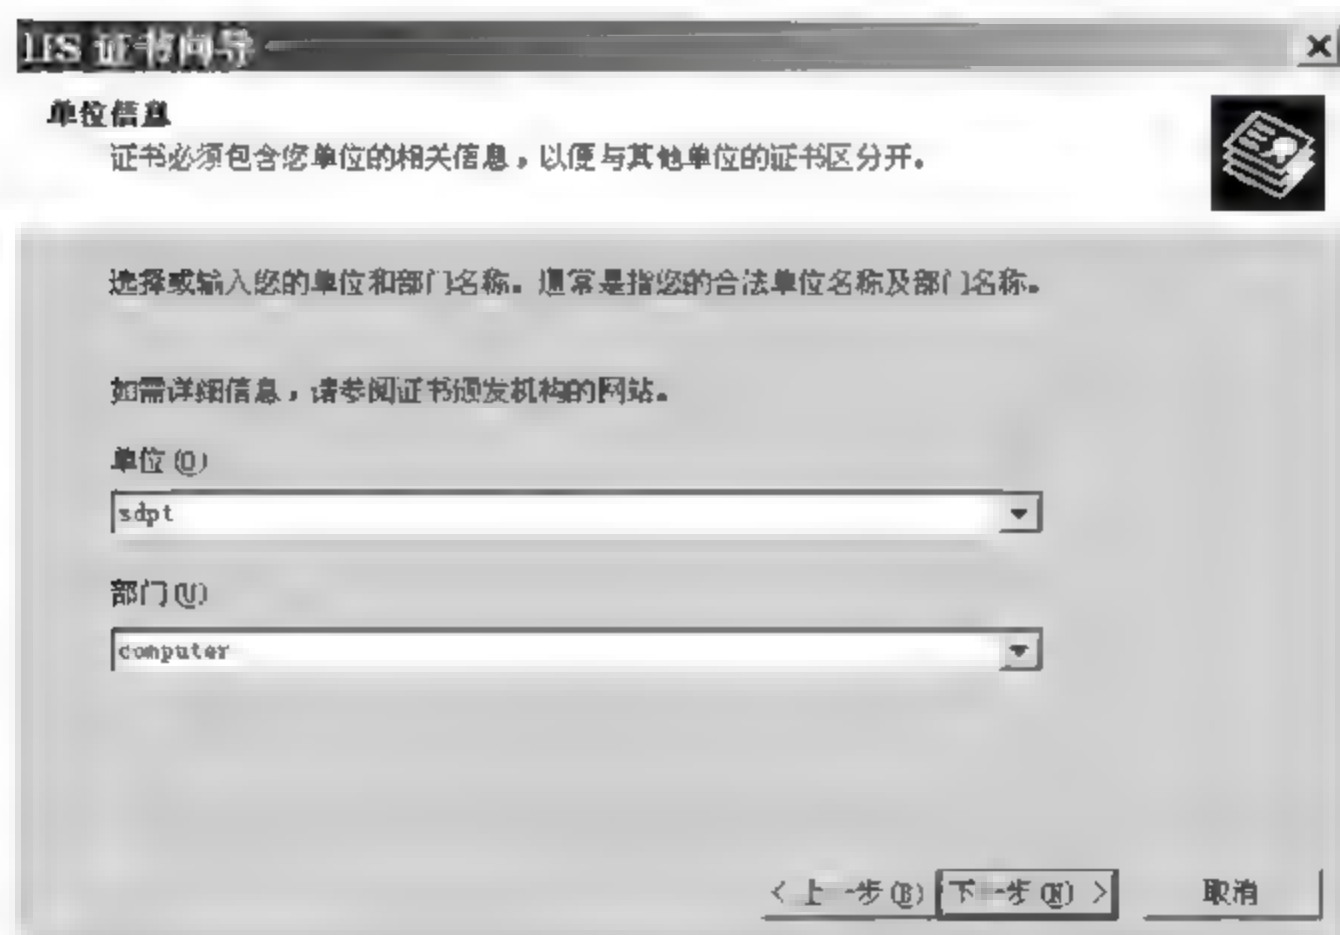 IIS 证书向导
单位信息
证书必须包含您单位的相关信息，以便与其他单位的证书区分开。
选择或输入您的单位和部门名称。通常是指您的合法单位名称及部门名称。
如需详细信息，请参阅证书颁发机构的网站。
单位(O)
sdpt
部门(U)
computer
< 上一步(B) 下一步(N) > 取消